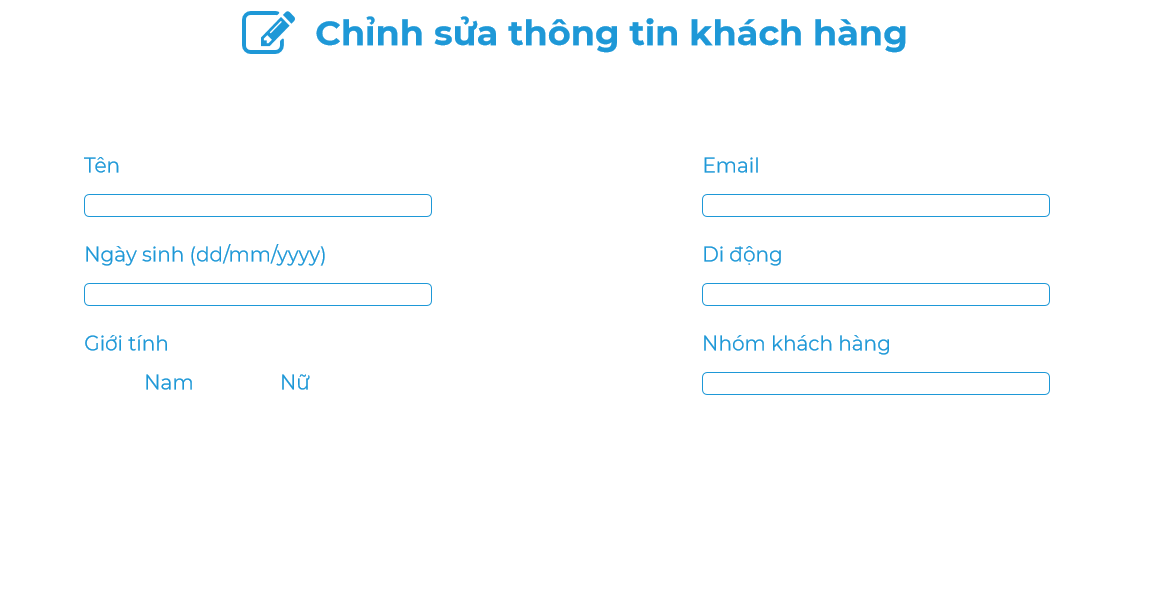 Chỉnh sửa thông tin khách hàng
Tên
Email
Ngày sinh (dd/mm/yyyy)
Di động
Giới tính
Nhóm khách hàng
Nam Nữ